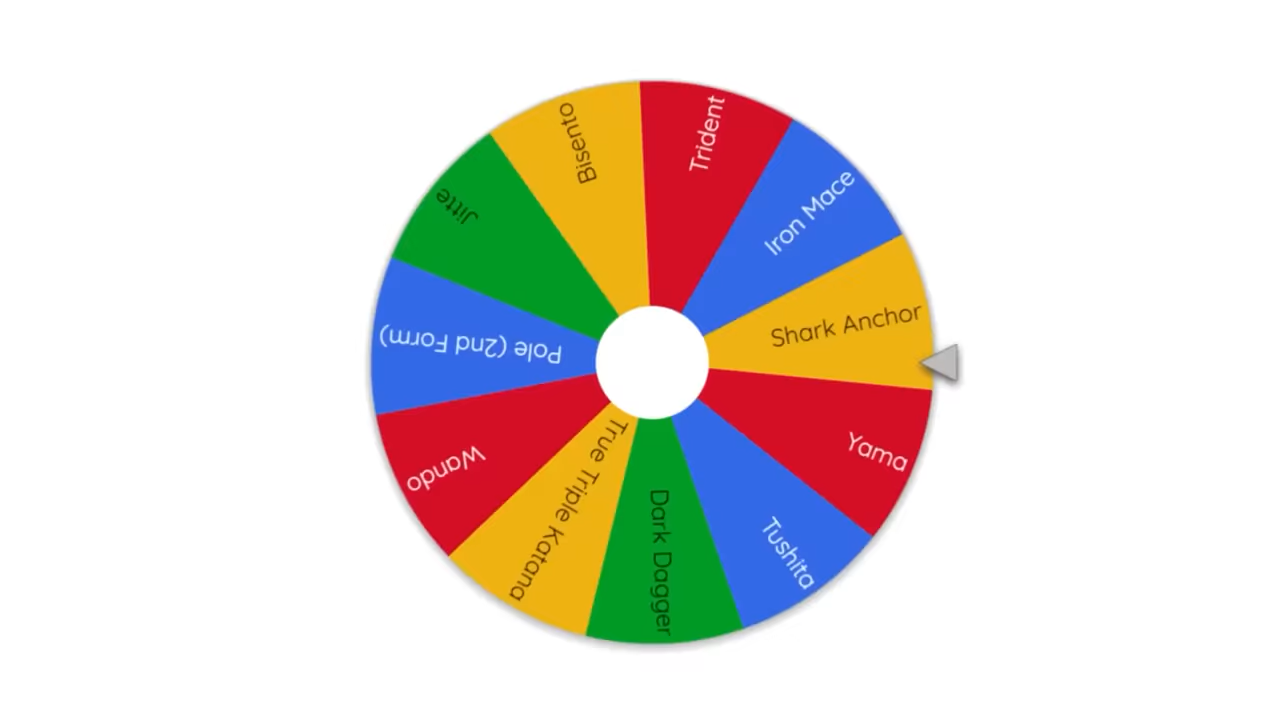 Trident
Iron Mace
Shark Anchor
Yama
Tushita
Dark Dagger
True Triple Katana
Wando
Pole (2nd Form)
Jitte
Bisento